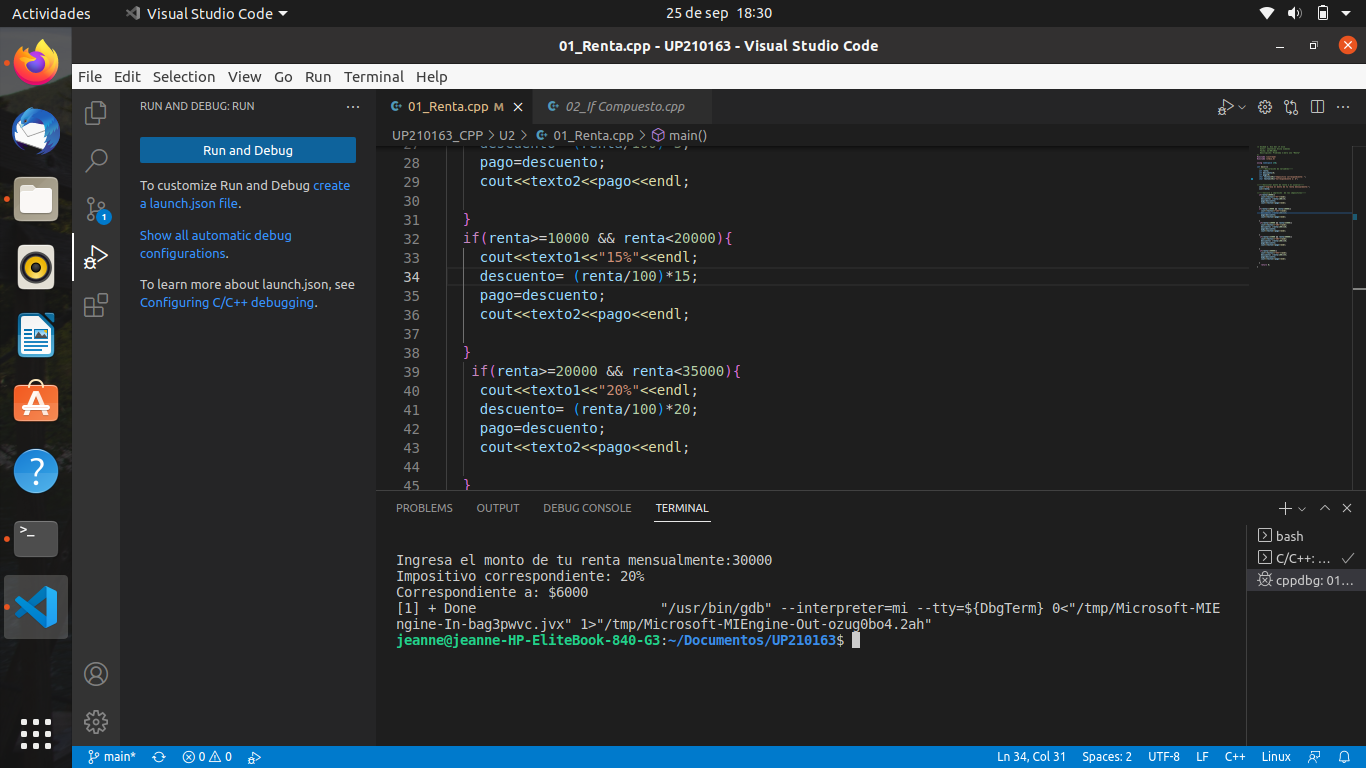 Actividades
Visual Studio Code
25 de sep 18:30
01_Renta.cpp - UP210163 - Visual Studio Code
File Edit Selection View Go Run Terminal Help
RUN AND DEBUG: RUN
Run and Debug
To customize Run and Debug create
a launch.json file.
Show all automatic debug
configurations.
To learn more about launch.json, see
Configuring C/C++ debugging.
1
01_Renta.cpp M
02_If Compuesto.cpp
UP210163_CPP > U2 > 01_Renta.cpp > main()
28 pago=descuento;
29 cout<<texto2<<pago<<endl;
30
31 }
32 if(renta>=10000 && renta<20000){
33 cout<<texto1<<"15%"<<endl;
34 descuento= (renta/100)*15;
35 pago=descuento;
36 cout<<texto2<<pago<<endl;
37
38 }
39 if(renta>=20000 && renta<35000){
40 cout<<texto1<<"20%"<<endl;
41 descuento= (renta/100)*20;
42 pago=descuento;
43 cout<<texto2<<pago<<endl;
44
45 }
PROBLEMS OUTPUT DEBUG CONSOLE TERMINAL
Ingresa el monto de tu renta mensualmente:30000
Impositivo correspondiente: 20%
Correspondiente a: $6000
[1] + Done "/usr/bin/gdb" --interpreter=mi --tty=${DbgTerm} 0<"/tmp/Microsoft-MIE
ngine-In-bag3pwvc.jvx" 1>"/tmp/Microsoft-MIEngine-Out-ozug0bo4.2ah"
jeanne@jeanne-HP-EliteBook-840-G3:~/Documentos/UP210163$
bash
C/C++: ...
cppdbg: 01...
main* 0 0
Ln 34, Col 31 Spaces: 2 UTF-8 LF C++ Linux